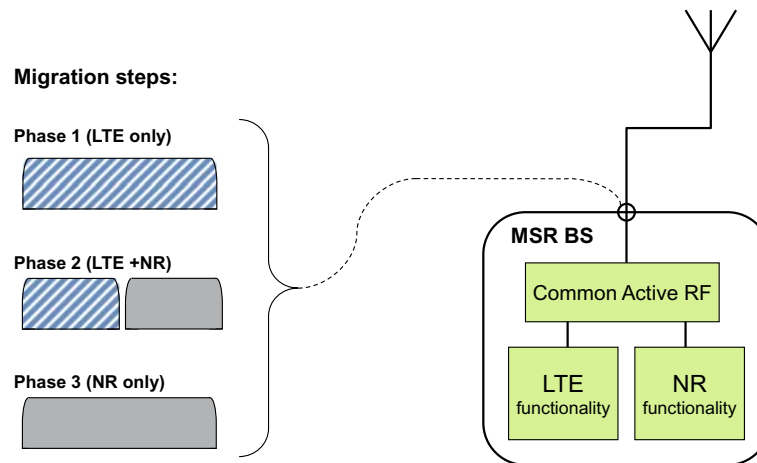 Migration steps:
Phase 1 (LTE only)
Phase 2 (LTE +NR)
Phase 3 (NR only)
MSR BS
Common Active RF
LTE
functionality
NR
functionality